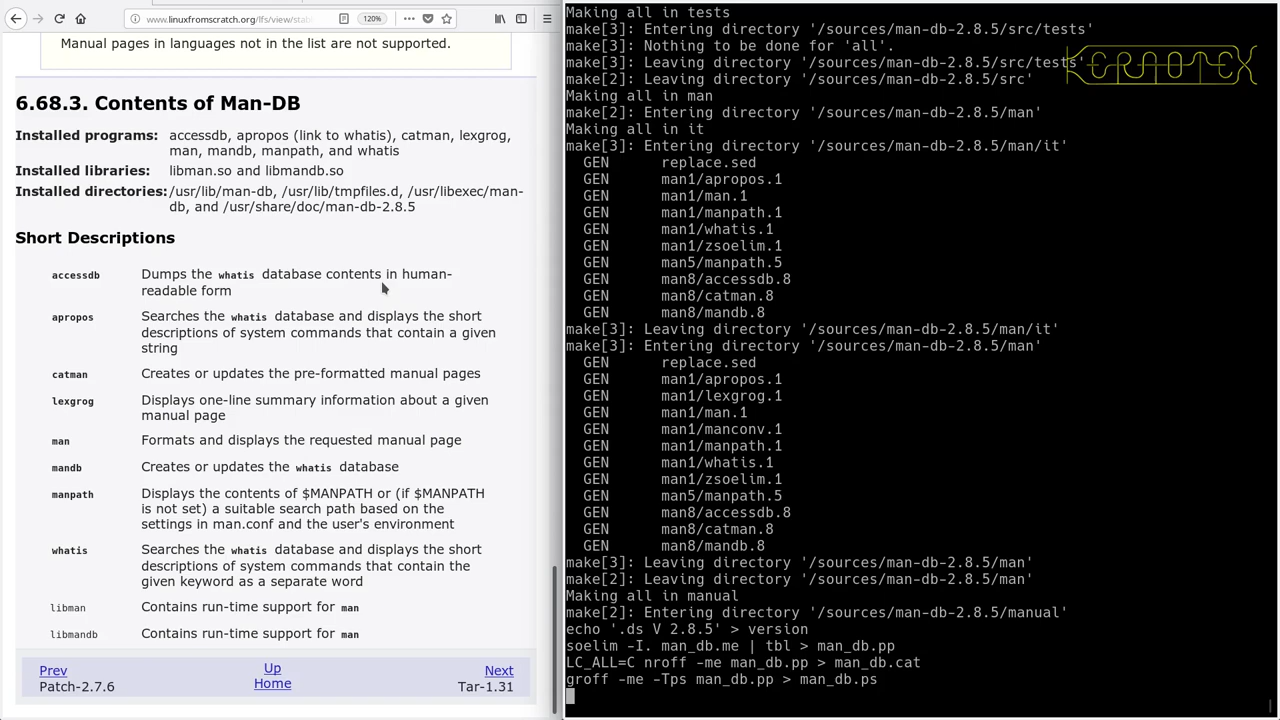 www.linuxfromscratch.org/lfs/view/stab
120%
Manual pages in languages not in the list are not supported.
6.68.3. Contents of Man-DB
Installed programs: accessdb, apropos (link to whatis), catman, lexgrog,
man, mandb, manpath, and whatis
Installed libraries: libman.so and libmandb.so
Installed directories: /usr/lib/man-db, /usr/lib/tmpfiles.d, /usr/libexec/man-
db, and /usr/share/doc/man-db-2.8.5
Short Descriptions
accessdb Dumps the whatis database contents in human-
readable form
apropos Searches the whatis database and displays the short
descriptions of system commands that contain a given
string
catman Creates or updates the pre-formatted manual pages
lexgrog Displays one-line summary information about a given
manual page
man Formats and displays the requested manual page
mandb Creates or updates the whatis database
manpath Displays the contents of $MANPATH or (if $MANPATH
is not set) a suitable search path based on the
settings in man.conf and the user's environment
whatis Searches the whatis database and displays the short
descriptions of system commands that contain the
given keyword as a separate word
libman Contains run-time support for man
libmandb Contains run-time support for man
Prev Up Next
Patch-2.7.6 Home Tar-1.31
Making all in tests
make[3]: Entering directory '/sources/man-db-2.8.5/src/tests'
make[3]: Nothing to be done for 'all'.
make[3]: Leaving directory '/sources/man-db-2.8.5/src/tests'
make[2]: Leaving directory '/sources/man-db-2.8.5/src'
Making all in man
make[2]: Entering directory '/sources/man-db-2.8.5/man'
Making all in it
make[3]: Entering directory '/sources/man-db-2.8.5/man/it'
GEN replace.sed
GEN man1/apropos.1
GEN man1/man.1
GEN man1/manpath.1
GEN man1/whatis.1
GEN man1/zsoelim.1
GEN man5/manpath.5
GEN man8/accessdb.8
GEN man8/catman.8
GEN man8/mandb.8
make[3]: Leaving directory '/sources/man-db-2.8.5/man/it'
make[3]: Entering directory '/sources/man-db-2.8.5/man'
GEN replace.sed
GEN man1/apropos.1
GEN man1/lexgrog.1
GEN man1/man.1
GEN man1/manconv.1
GEN man1/manpath.1
GEN man1/whatis.1
GEN man1/zsoelim.1
GEN man5/manpath.5
GEN man8/accessdb.8
GEN man8/catman.8
GEN man8/mandb.8
make[3]: Leaving directory '/sources/man-db-2.8.5/man'
make[2]: Leaving directory '/sources/man-db-2.8.5/man'
Making all in manual
make[2]: Entering directory '/sources/man-db-2.8.5/manual'
echo '.ds V 2.8.5' > version
soelim -I. man_db.me | tbl > man_db.pp
LC_ALL=C nroff -me man_db.pp > man_db.cat
groff -me -Tps man_db.pp > man_db.ps